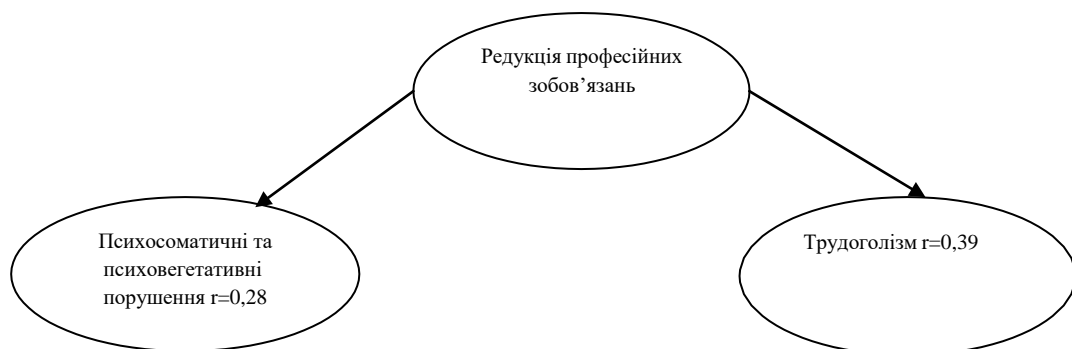 Редукція професійних
зобов’язань
Психосоматичні та
психовегетативні
порушення r=0,28
Трудоголізм r=0,39